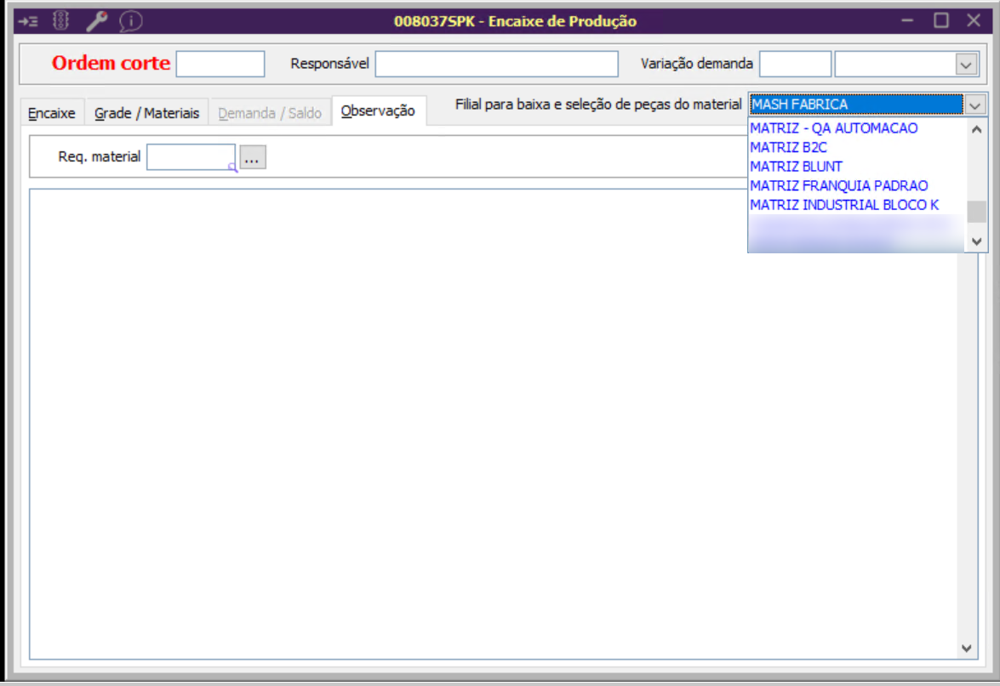 008037SPK - Encaixe de Produção
Ordem corte
Responsável
Variação demanda
Encaixe
Grade / Materiais
Demanda / Saldo
Observação
Filial para baixa e seleção de peças do material
MASH FABRICA
MATRIZ - QA AUTOMACAO
MATRIZ B2C
MATRIZ BLUNT
MATRIZ FRANQUIA PADRAO
MATRIZ INDUSTRIAL BLOCO K
Req. material
...